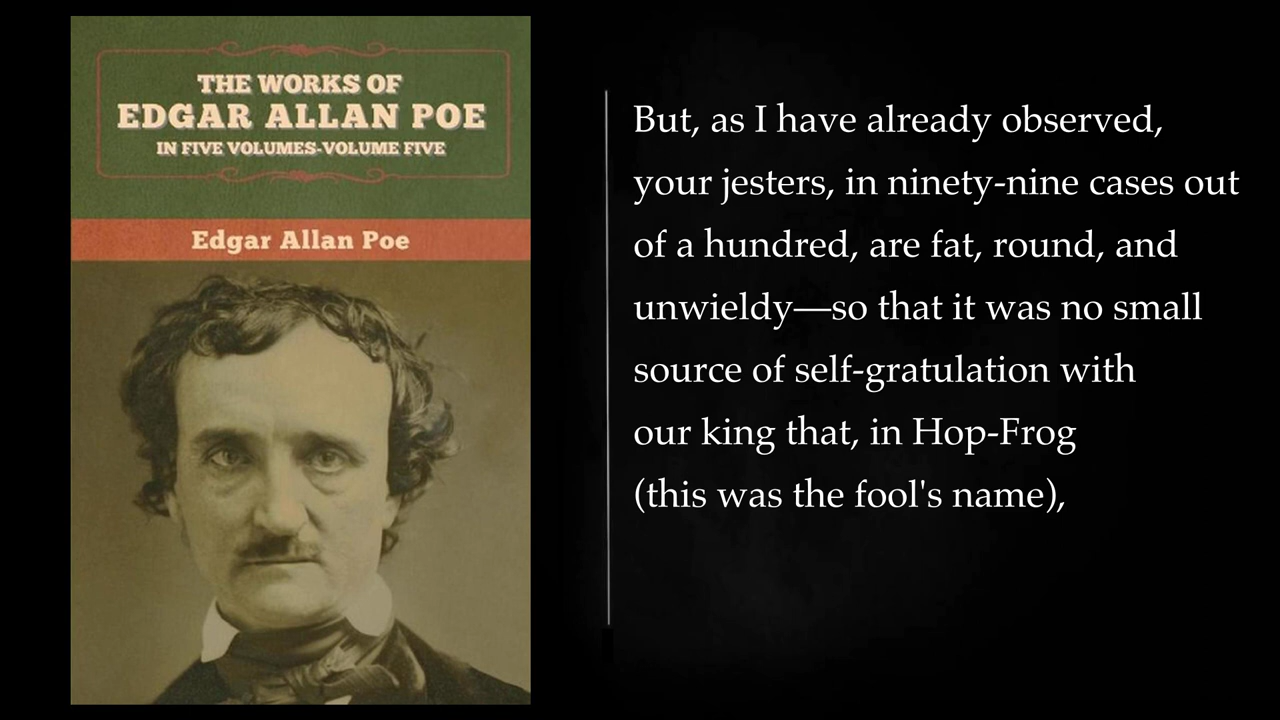 THE WORKS OF
EDGAR ALLAN POE
IN FIVE VOLUMES-VOLUME FIVE
Edgar Allan Poe
But, as I have already observed,
your jesters, in ninety-nine cases out
of a hundred, are fat, round, and
unwieldy—so that it was no small
source of self-gratulation with
our king that, in Hop-Frog
(this was the fool's name),